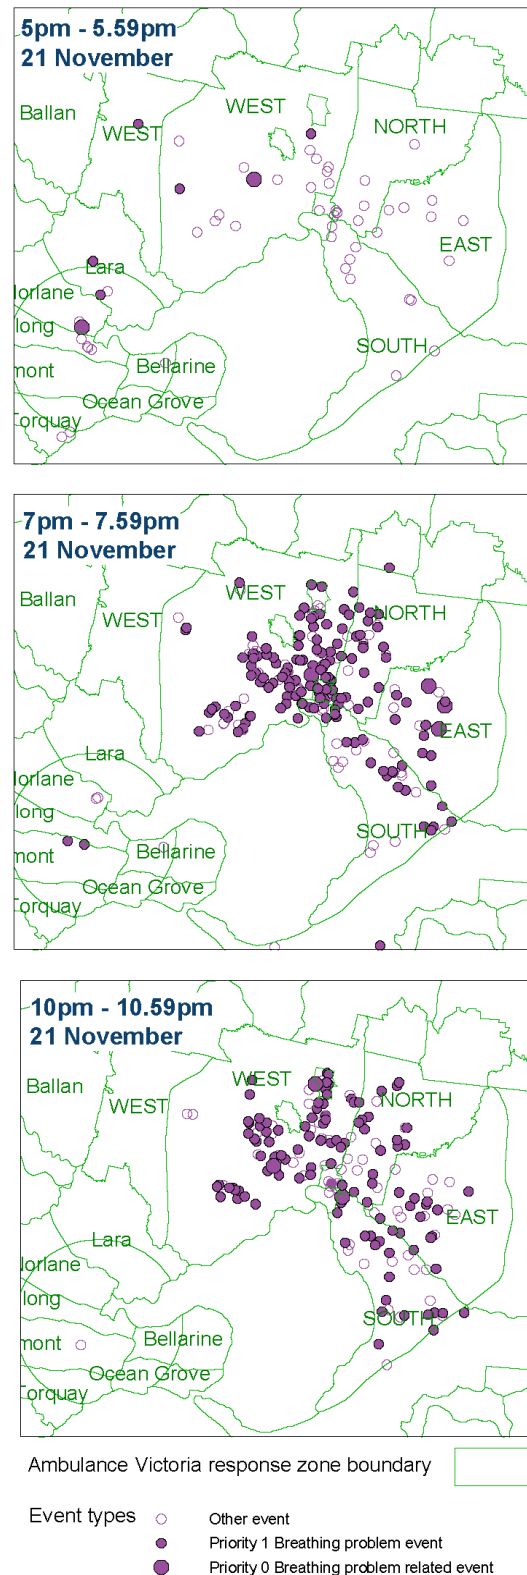 5pm - 5.59pm
21 November
Ballan
WEST
WEST
NORTH
EAST
Lara
lorlane
long
SOUTH
mont
Bellarine
Ocean Grove
Torquay
7pm - 7.59pm
21 November
Ballan
WEST
WEST
NORTH
EAST
Lara
lorlane
long
SOUTH
mont
Bellarine
Ocean Grove
Torquay
10pm - 10.59pm
21 November
Ballan
WEST
WEST
NORTH
EAST
Lara
lorlane
long
SOUTH
mont
Bellarine
Ocean Grove
Torquay
Ambulance Victoria response zone boundary
Event types
Other event
Priority 1 Breathing problem event
Priority 0 Breathing problem related event